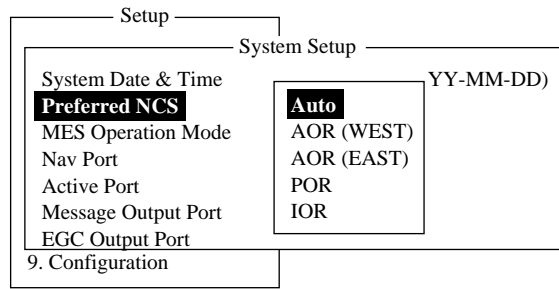 Setup
System Setup
System Date & Time YY-MM-DD)
Preferred NCS Auto
MES Operation Mode AOR (WEST)
Nav Port AOR (EAST)
Active Port POR
Message Output Port IOR
EGC Output Port
9. Configuration